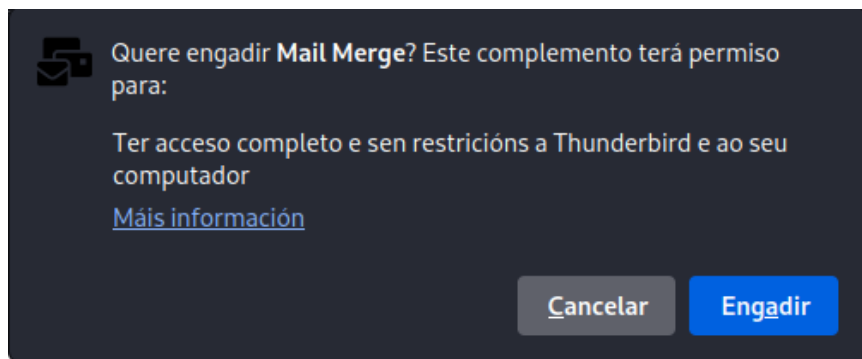 Quere engadir Mail Merge? Este complemento terá permiso
para:
Ter acceso completo e sen restricións a Thunderbird e ao seu
computador
Máis información
Cancelar
Engadir